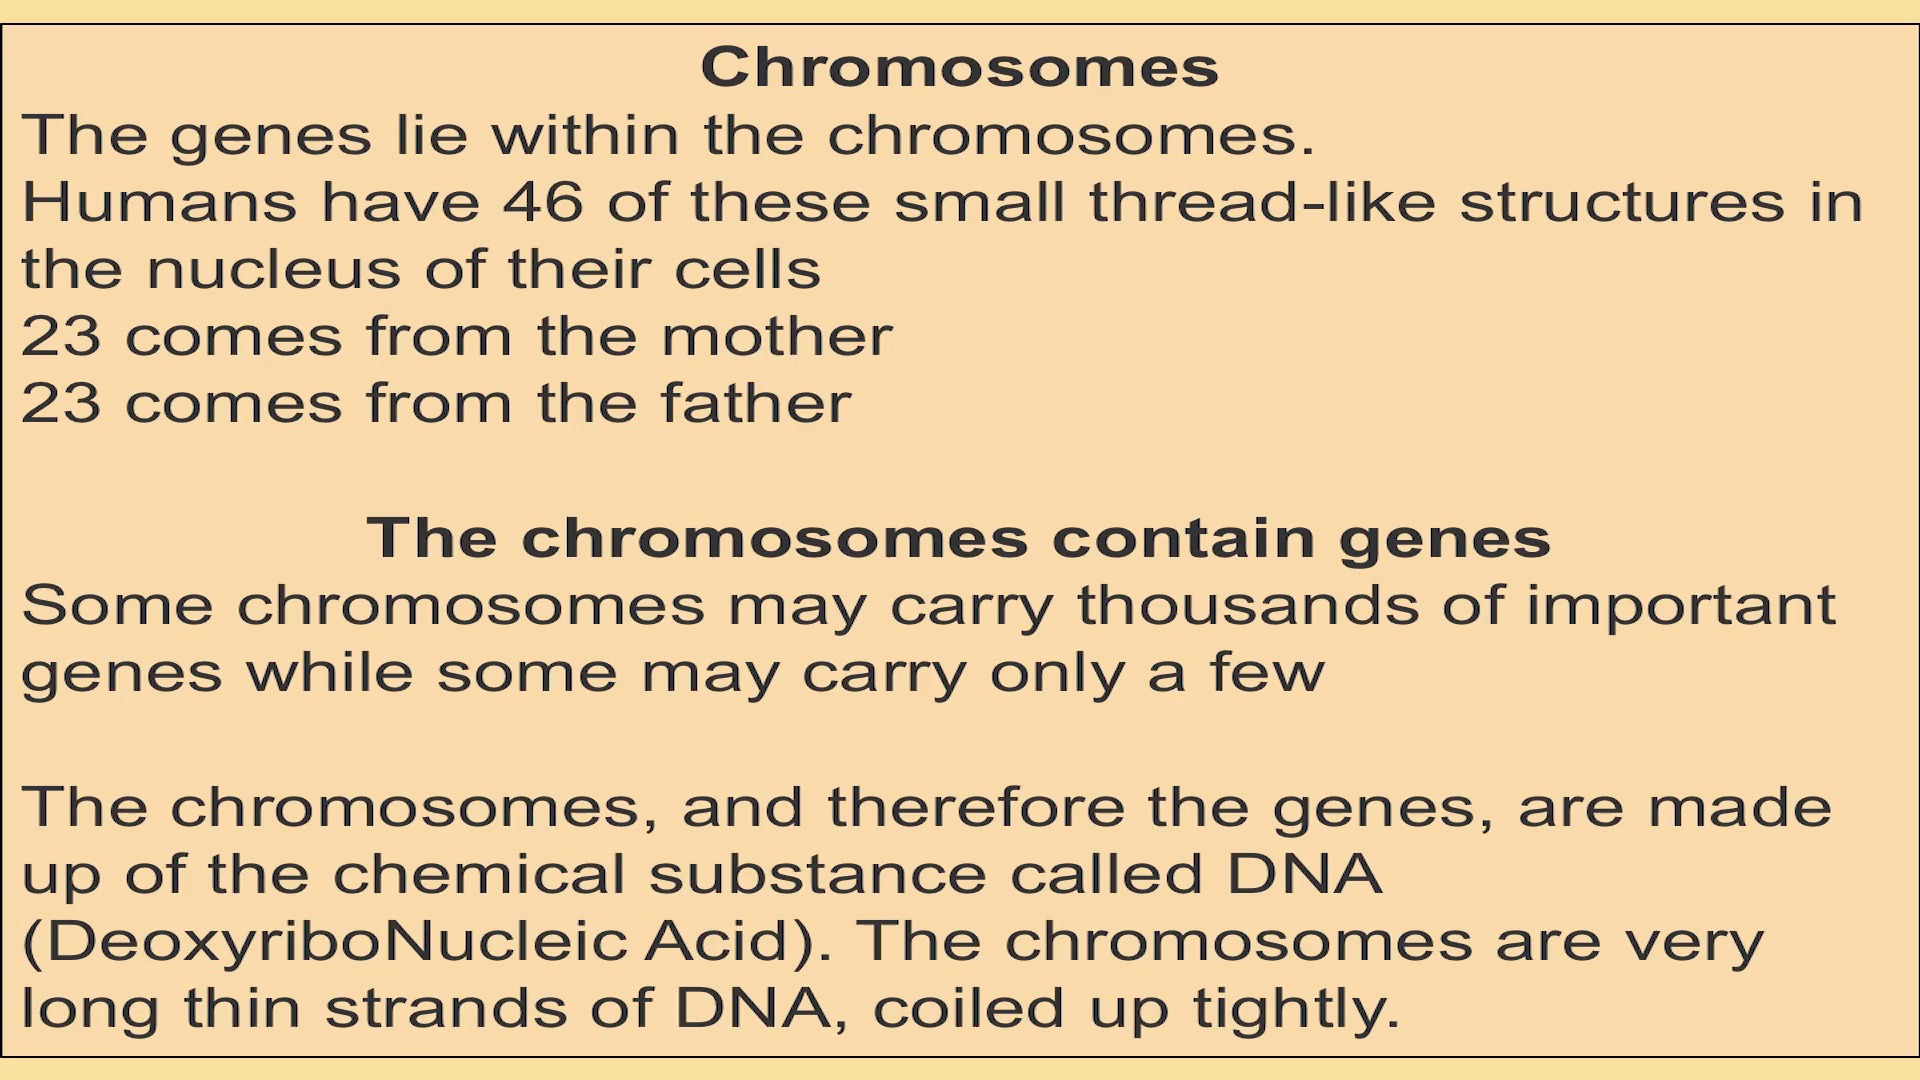 Chromosomes
The genes lie within the chromosomes.
Humans have 46 of these small thread-like structures in
the nucleus of their cells
23 comes from the mother
23 comes from the father
The chromosomes contain genes
Some chromosomes may carry thousands of important
genes while some may carry only a few
The chromosomes, and therefore the genes, are made
up of the chemical substance called DNA
(DeoxyriboNucleic Acid). The chromosomes are very
long thin strands of DNA, coiled up tightly.